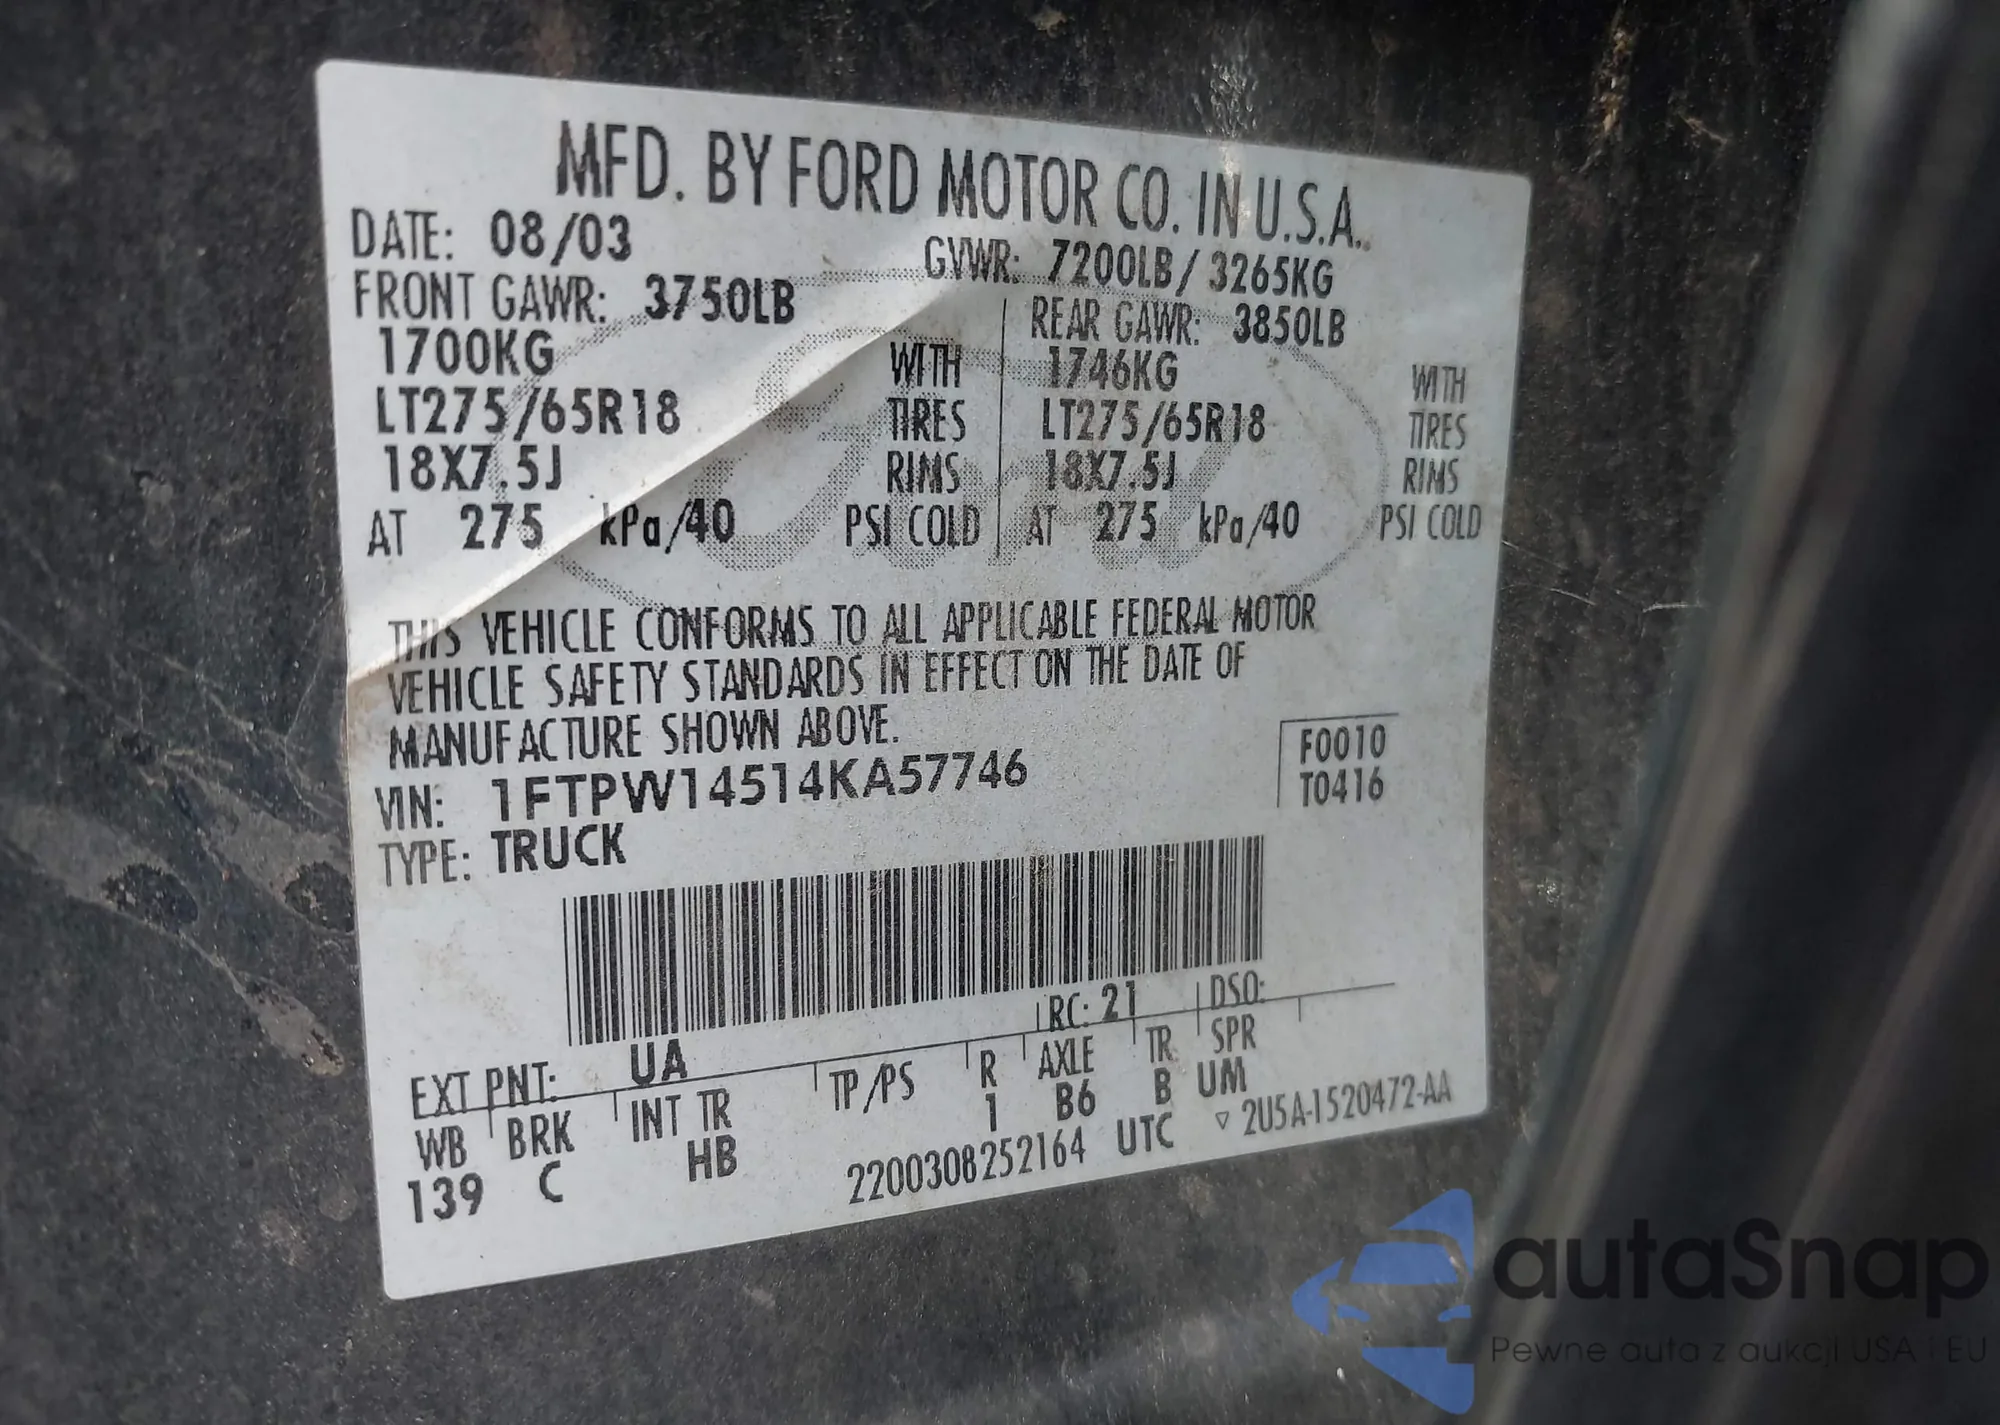 MFD. BY FORD MOTOR CO. IN U.S.A.
DATE: 08/03 GVWR: 7200LB/ 3265KG
FRONT GAWR: 3750LB REAR GAWR: 3850LB
1700KG WITH 1746KG WITH
LT275/65R18 TIRES LT275/65R18 TIRES
18X7.5J RIMS 18X7.5J RIMS
AT 275 kPa/40 PSI COLD AT 275 kPa/40 PSI COLD
Ford
THIS VEHICLE CONFORMS TO ALL APPLICABLE FEDERAL MOTOR
VEHICLE SAFETY STANDARDS IN EFFECT ON THE DATE OF
MANUFACTURE SHOWN ABOVE.
VIN: 1FTPW14514KA57746 F0010
TYPE: TRUCK T0416
EXT PNT: UA RC: 21 DSO:
WB BRK INT TR TP/PS R AXLE TR SPR
139 C HB 1 B6 B UM
2200308252164 UTC ▽ 2U5A-1520472-AA
autaSnap
Pewne auta z aukcji USA i EU